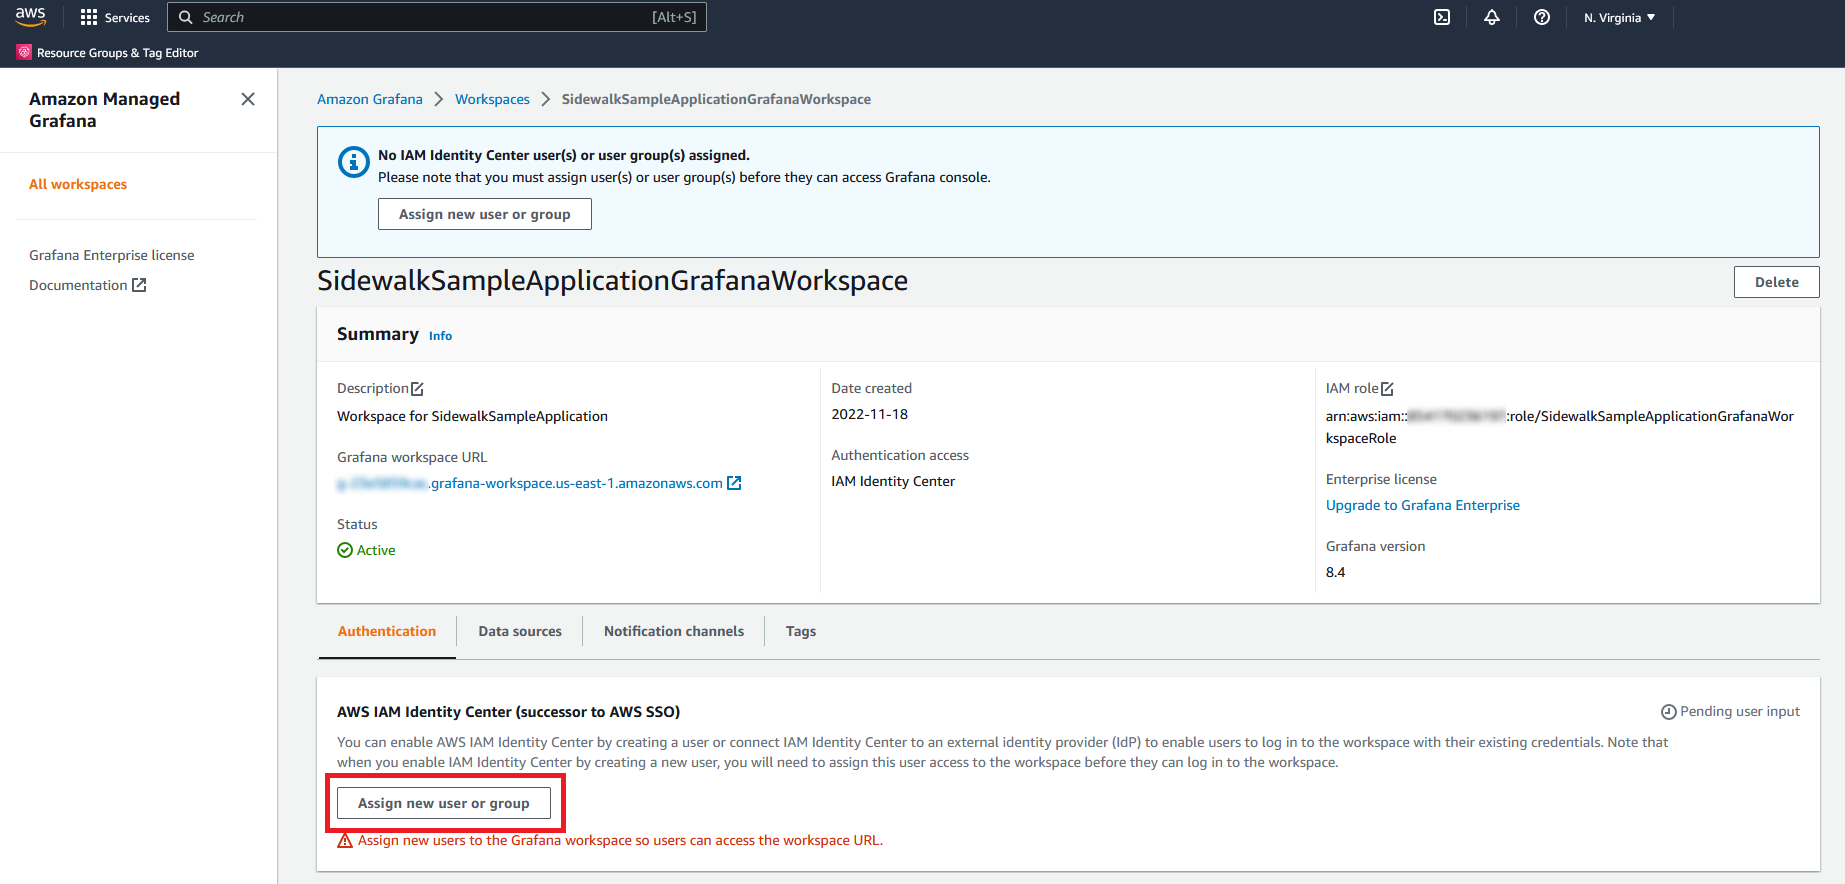 aws
Services
Search [Alt+S]
N. Virginia
Resource Groups & Tag Editor
Amazon Managed
Grafana
All workspaces
Grafana Enterprise license
Documentation
Amazon Grafana > Workspaces > SidewalkSampleApplicationGrafanaWorkspace
No IAM Identity Center user(s) or user group(s) assigned.
Please note that you must assign user(s) or user group(s) before they can access Grafana console.
Assign new user or group
SidewalkSampleApplicationGrafanaWorkspace
Delete
Summary Info
Description
Workspace for SidewalkSampleApplication
Grafana workspace URL
.grafana-workspace.us-east-1.amazonaws.com
Status
Active
Date created
2022-11-18
Authentication access
IAM Identity Center
IAM role
arn:aws:iam:: :role/SidewalkSampleApplicationGrafanaWor
kspaceRole
Enterprise license
Upgrade to Grafana Enterprise
Grafana version
8.4
Authentication
Data sources
Notification channels
Tags
AWS IAM Identity Center (successor to AWS SSO)
Pending user input
You can enable AWS IAM Identity Center by creating a user or connect IAM Identity Center to an external identity provider (IdP) to enable users to log in to the workspace with their existing credentials. Note that
when you enable IAM Identity Center by creating a new user, you will need to assign this user access to the workspace before they can log in to the workspace.
Assign new user or group
Assign new users to the Grafana workspace so users can access the workspace URL.